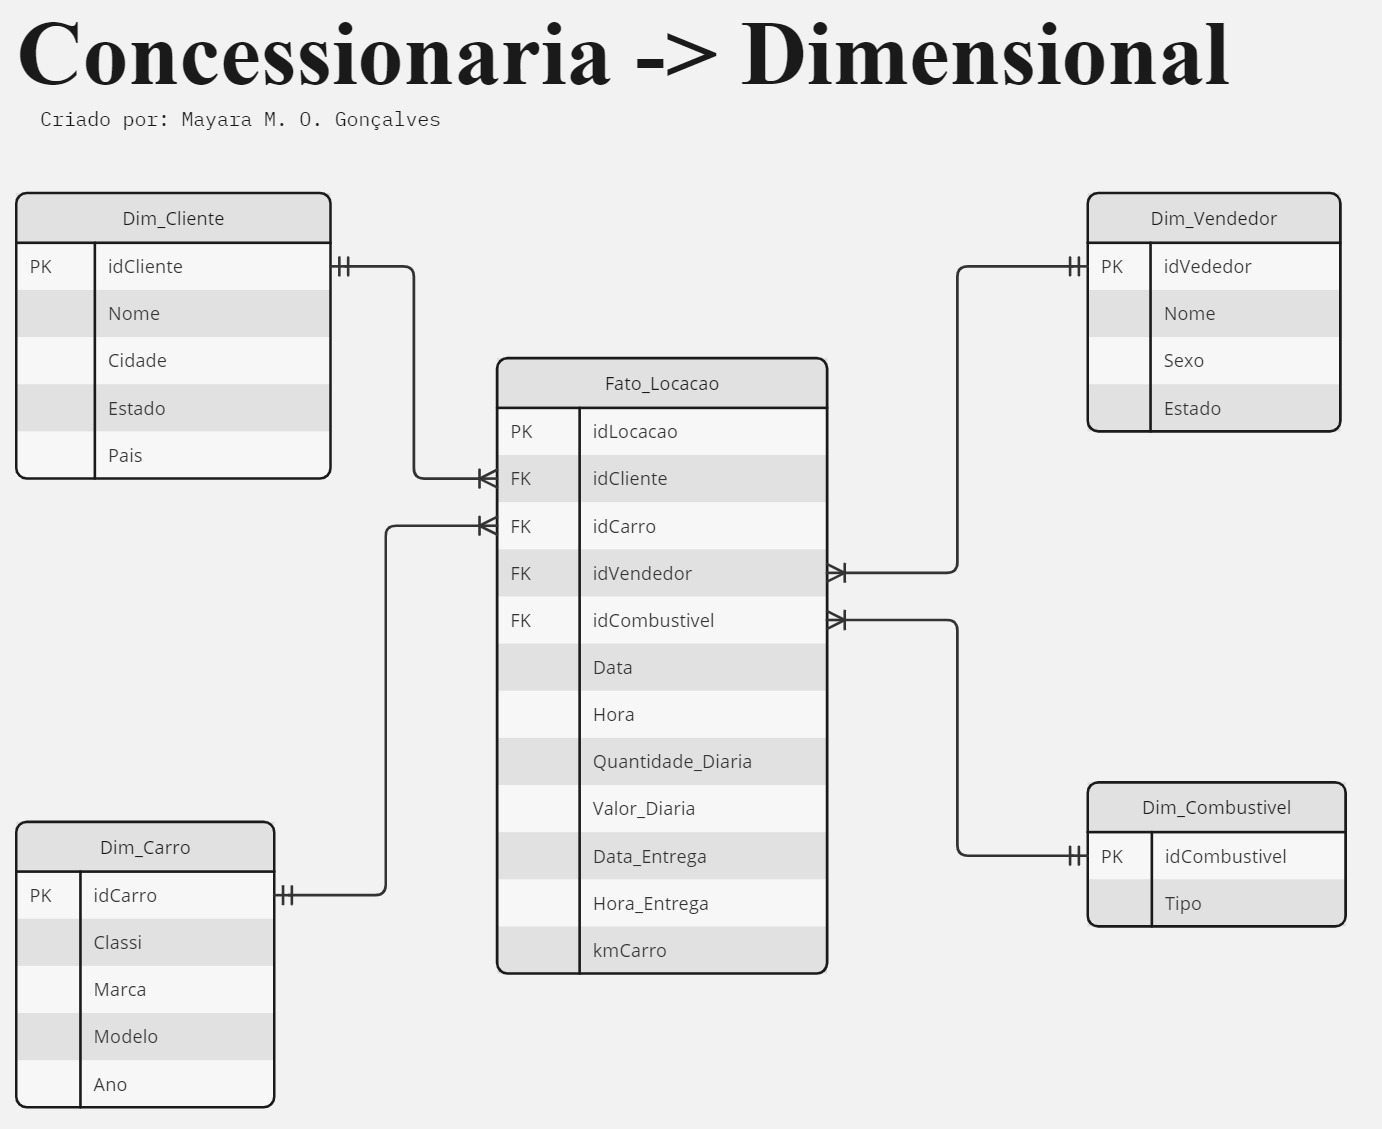 Concessionaria -> Dimensional
Criado por: Mayara M. O. Gonçalves
Dim_Cliente
PK idCliente
Nome
Cidade
Estado
Pais
Dim_Vendedor
PK idVededor
Nome
Sexo
Estado
Fato_Locacao
PK idLocacao
FK idCliente
FK idCarro
FK idVendedor
FK idCombustivel
Data
Hora
Quantidade_Diaria
Valor_Diaria
Data_Entrega
Hora_Entrega
kmCarro
Dim_Carro
PK idCarro
Classi
Marca
Modelo
Ano
Dim_Combustivel
PK idCombustivel
Tipo